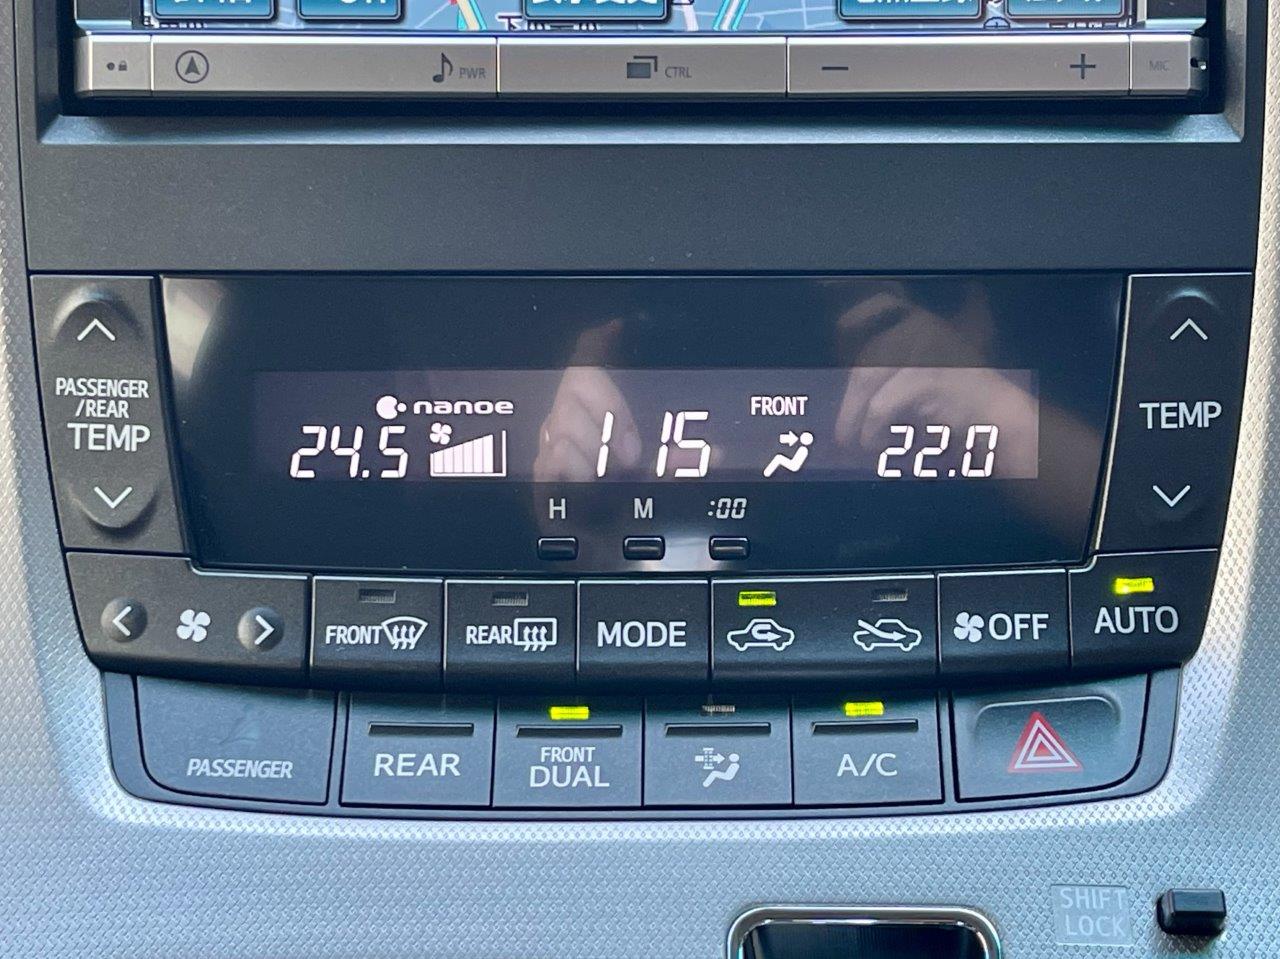 PWR
CTRL
MIC
PASSENGER
/REAR
TEMP
nanoe
FRONT
24.5
1 15
22.0
H
M
:00
TEMP
FRONT
REAR
MODE
OFF
AUTO
PASSENGER
REAR
FRONT
DUAL
A/C
SHIFT
LOCK